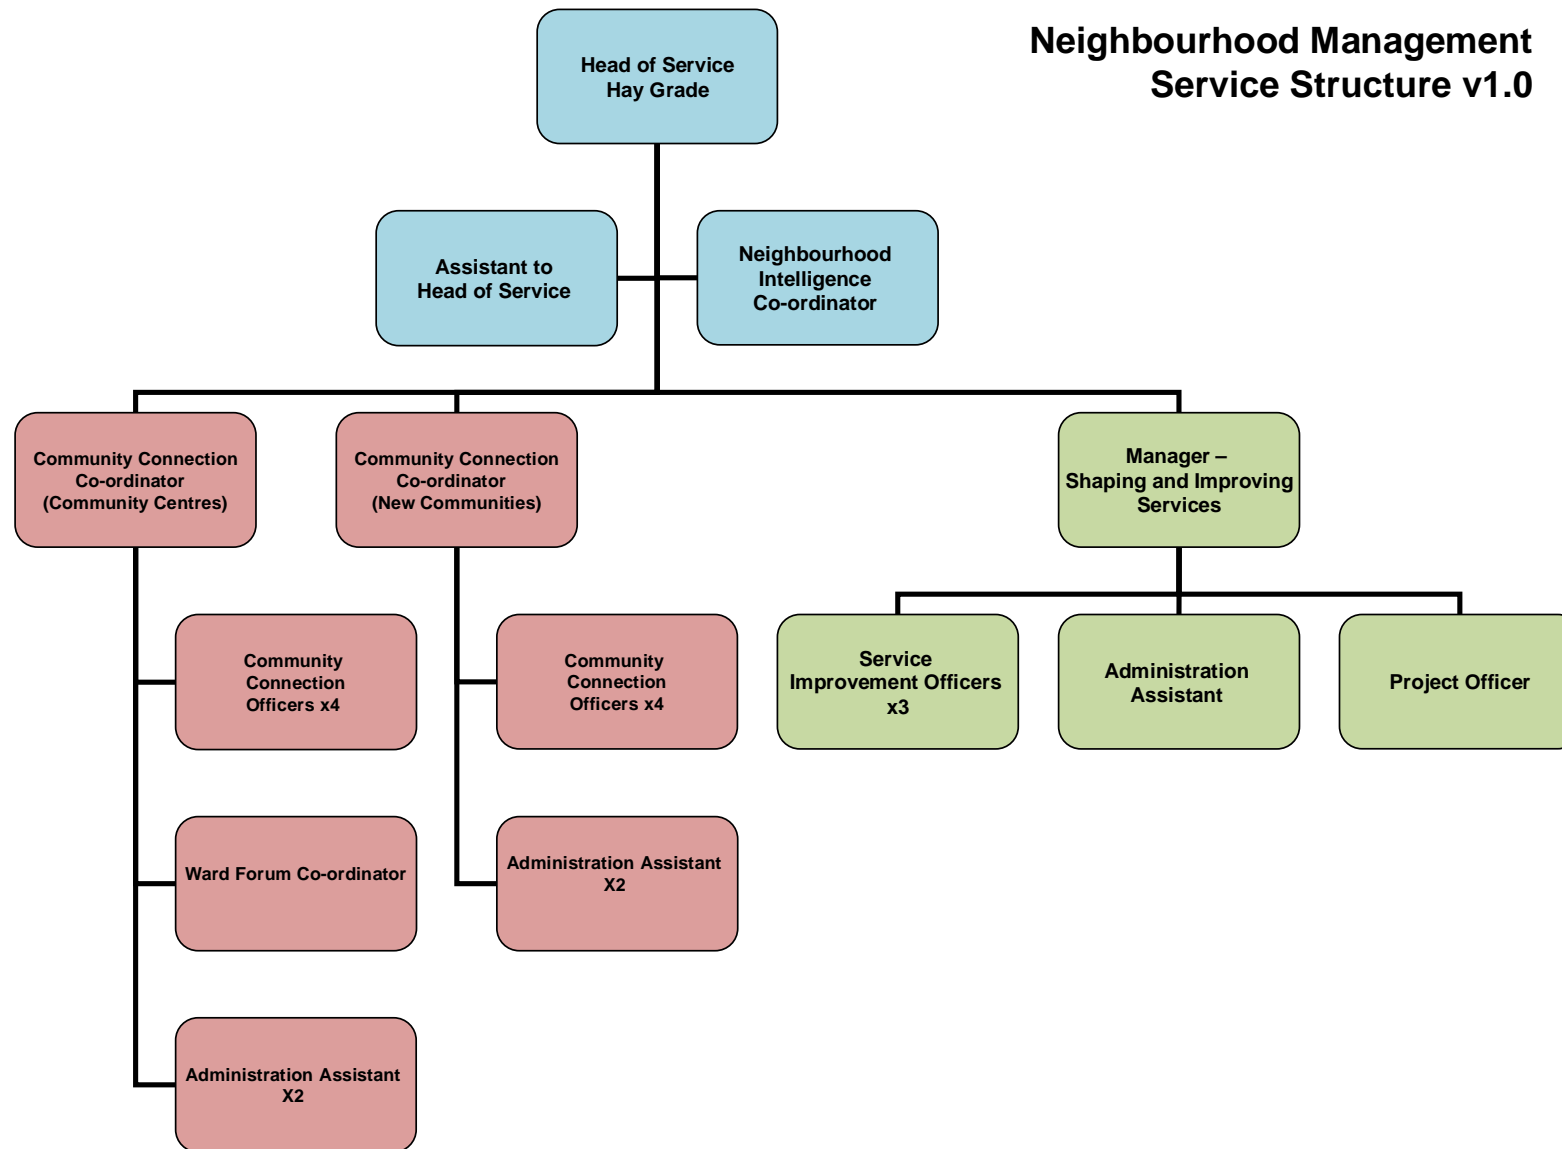 Neighbourhood Management
Service Structure v1.0
Head of Service
Hay Grade
Assistant to
Head of Service
Neighbourhood
Intelligence
Co-ordinator
Community Connection
Co-ordinator
(Community Centres)
Community Connection
Co-ordinator
(New Communities)
Manager –
Shaping and Improving
Services
Community
Connection
Officers x4
Community
Connection
Officers x4
Service
Improvement Officers
x3
Administration
Assistant
Project Officer
Ward Forum Co-ordinator
Administration Assistant
X2
Administration Assistant
X2